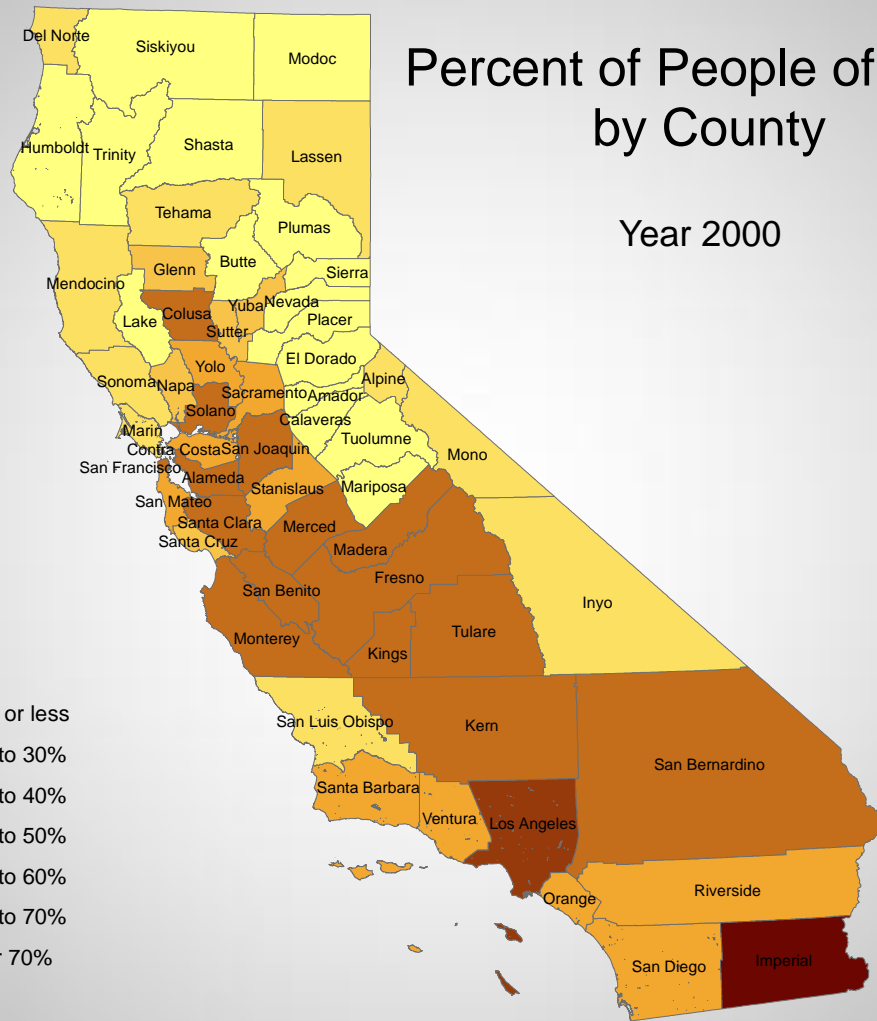 Percent of People of
by County
Year 2000
Del Norte
Siskiyou
Modoc
Humboldt
Trinity
Shasta
Lassen
Tehama
Plumas
Mendocino
Glenn
Butte
Sierra
Lake
Colusa
Sutter
Yuba
Nevada
Placer
Sonoma
Napa
Yolo
El Dorado
Alpine
Solano
Sacramento
Amador
Marin
Calaveras
Tuolumne
Mono
Contra Costa
San Joaquin
San Francisco
Alameda
Stanislaus
Mariposa
San Mateo
Santa Clara
Merced
Santa Cruz
Madera
Fresno
San Benito
Inyo
Monterey
Kings
Tulare
or less
San Luis Obispo
Kern
to 30%
San Bernardino
to 40%
Santa Barbara
Ventura
Los Angeles
to 50%
to 60%
Orange
Riverside
to 70%
70%
San Diego
Imperial